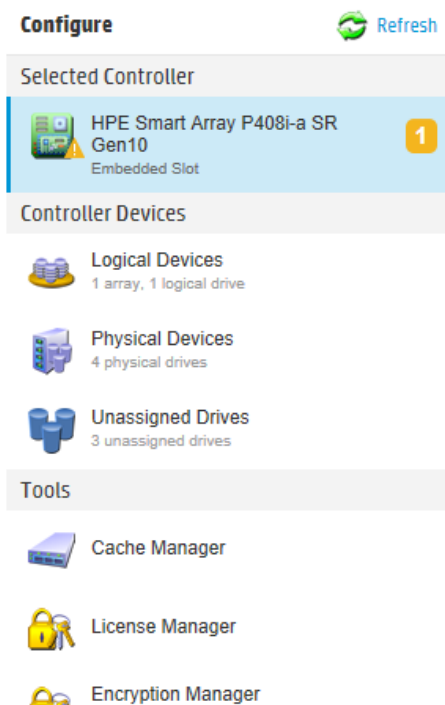 Configure
Refresh
Selected Controller
HPE Smart Array P408i-a SR
Gen10
1
Embedded Slot
Controller Devices
Logical Devices
1 array, 1 logical drive
Physical Devices
4 physical drives
Unassigned Drives
3 unassigned drives
Tools
Cache Manager
License Manager
Encryption Manager